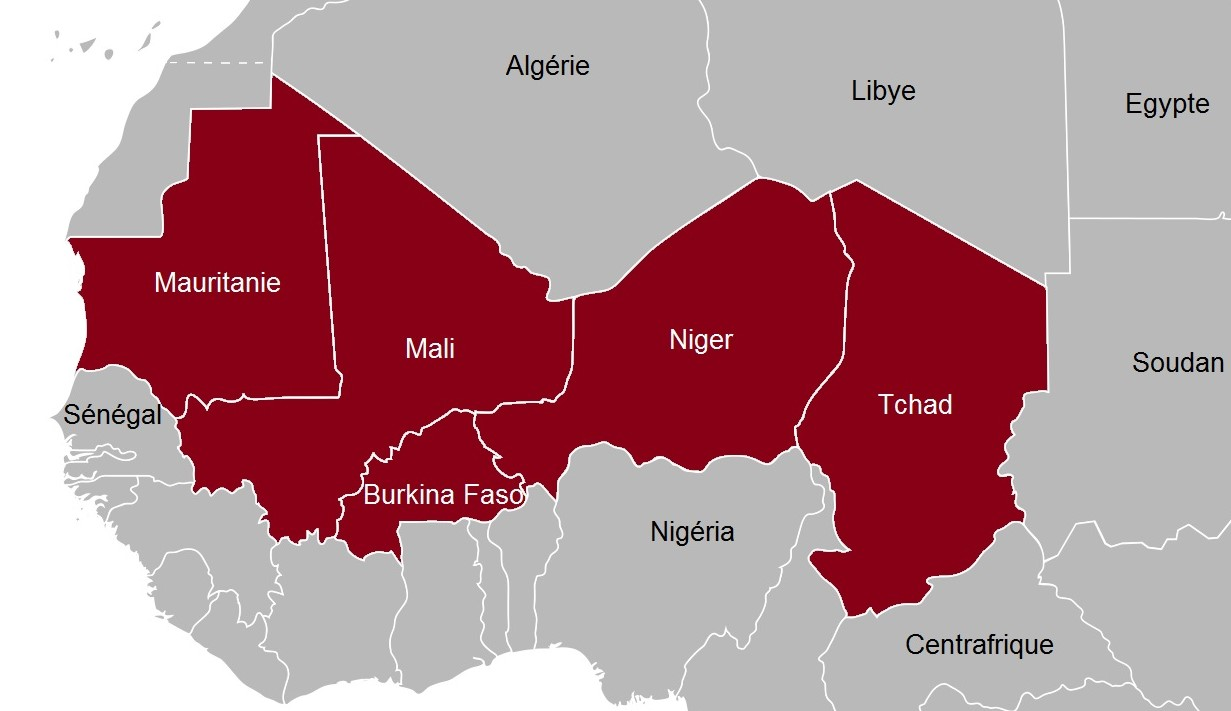 Algérie
Libye
Egypte
Mauritanie
Mali
Niger
Soudan
Tchad
Sénégal
Burkina Faso
Nigéria
Centrafrique